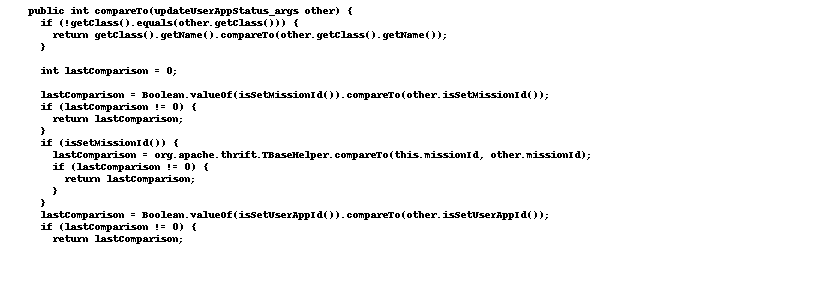 public int compareTo(updateUserAppStatus_args other) {
  if (!getClass().equals(other.getClass())) {
    return getClass().getName().compareTo(other.getClass().getName());
  }
  int lastComparison = 0;
  lastComparison = Boolean.valueOf(isSetMissionId()).compareTo(other.isSetMissionId());
  if (lastComparison != 0) {
    return lastComparison;
  }
  if (isSetMissionId()) {
    lastComparison = org.apache.thrift.TBaseHelper.compareTo(this.missionId, other.missionId);
    if (lastComparison != 0) {
      return lastComparison;
    }
  }
  lastComparison = Boolean.valueOf(isSetUserAppId()).compareTo(other.isSetUserAppId());
  if (lastComparison != 0) {
    return lastComparison;